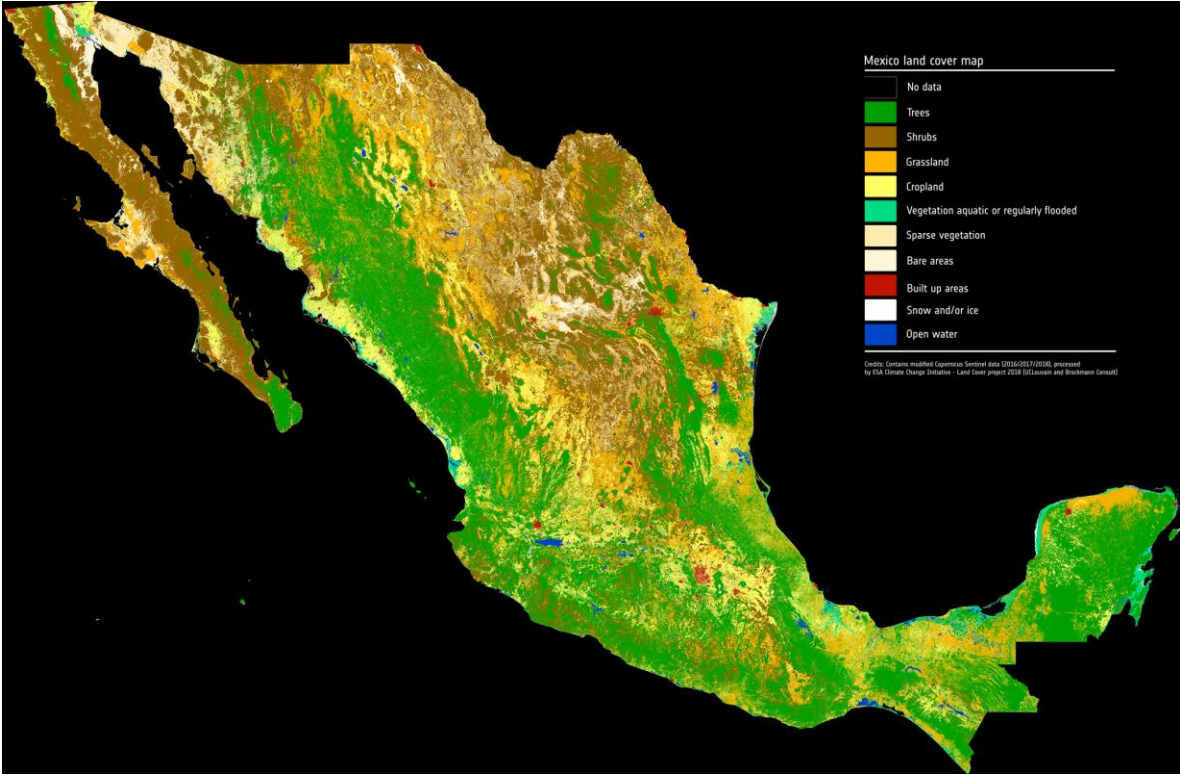 Mexico land cover map
No data
Trees
Shrubs
Grassland
Cropland
Vegetation aquatic or regularly flooded
Sparse vegetation
Bare areas
Built up areas
Snow and/or ice
Open water
Credits: Contains modified Copernicus Sentinel data (2016/2017/2018), processed
by ESA Climate Change Initiative - Land Cover project 2018 (UCLouvain and Brockmann Consult)